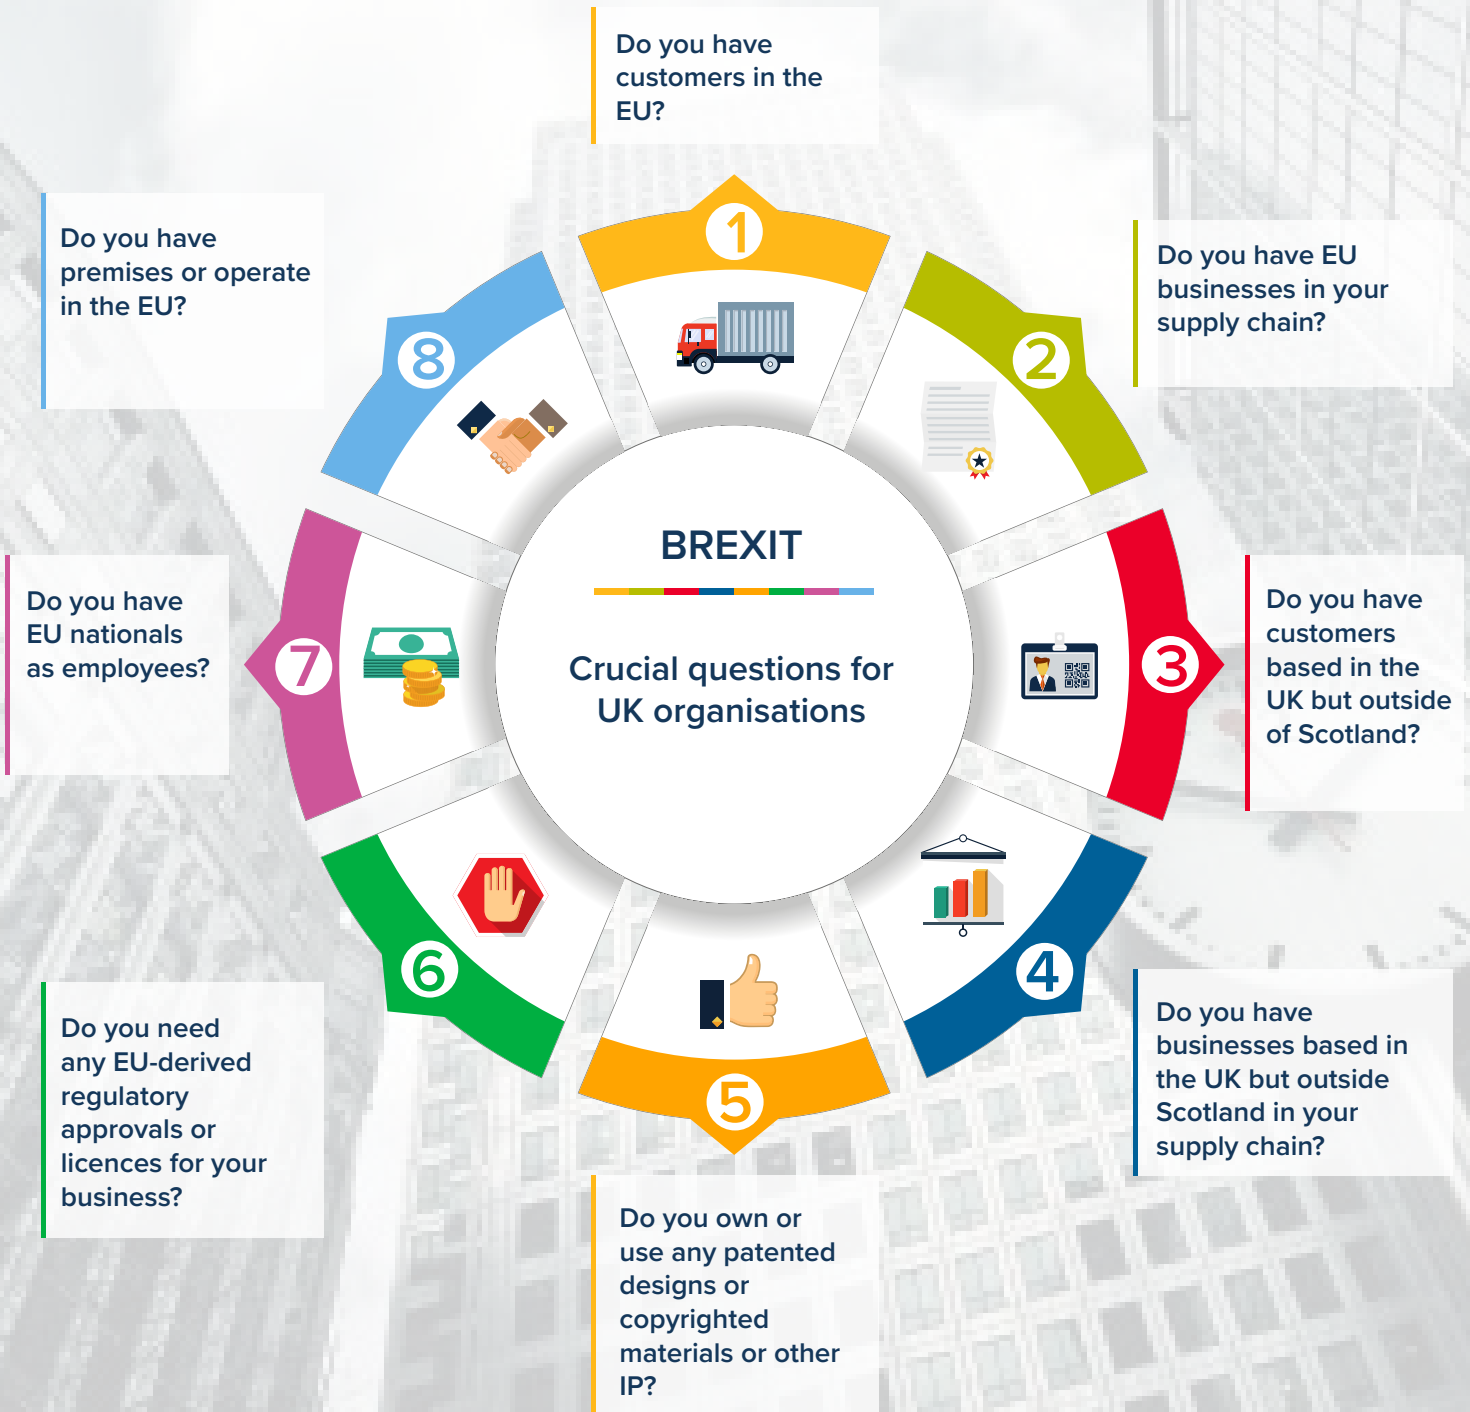 Do you have
customers in the
EU?
1
Do you have EU
businesses in your
supply chain?
2
Do you have
customers
based in the
UK but outside
of Scotland?
3
Do you have
businesses based in
the UK but outside
Scotland in your
supply chain?
4
Do you own or
use any patented
designs or
copyrighted
materials or other
IP?
5
Do you need
any EU-derived
regulatory
approvals or
licences for your
business?
6
Do you have
EU nationals
as employees?
7
Do you have
premises or operate
in the EU?
8
BREXIT
Crucial questions for
UK organisations